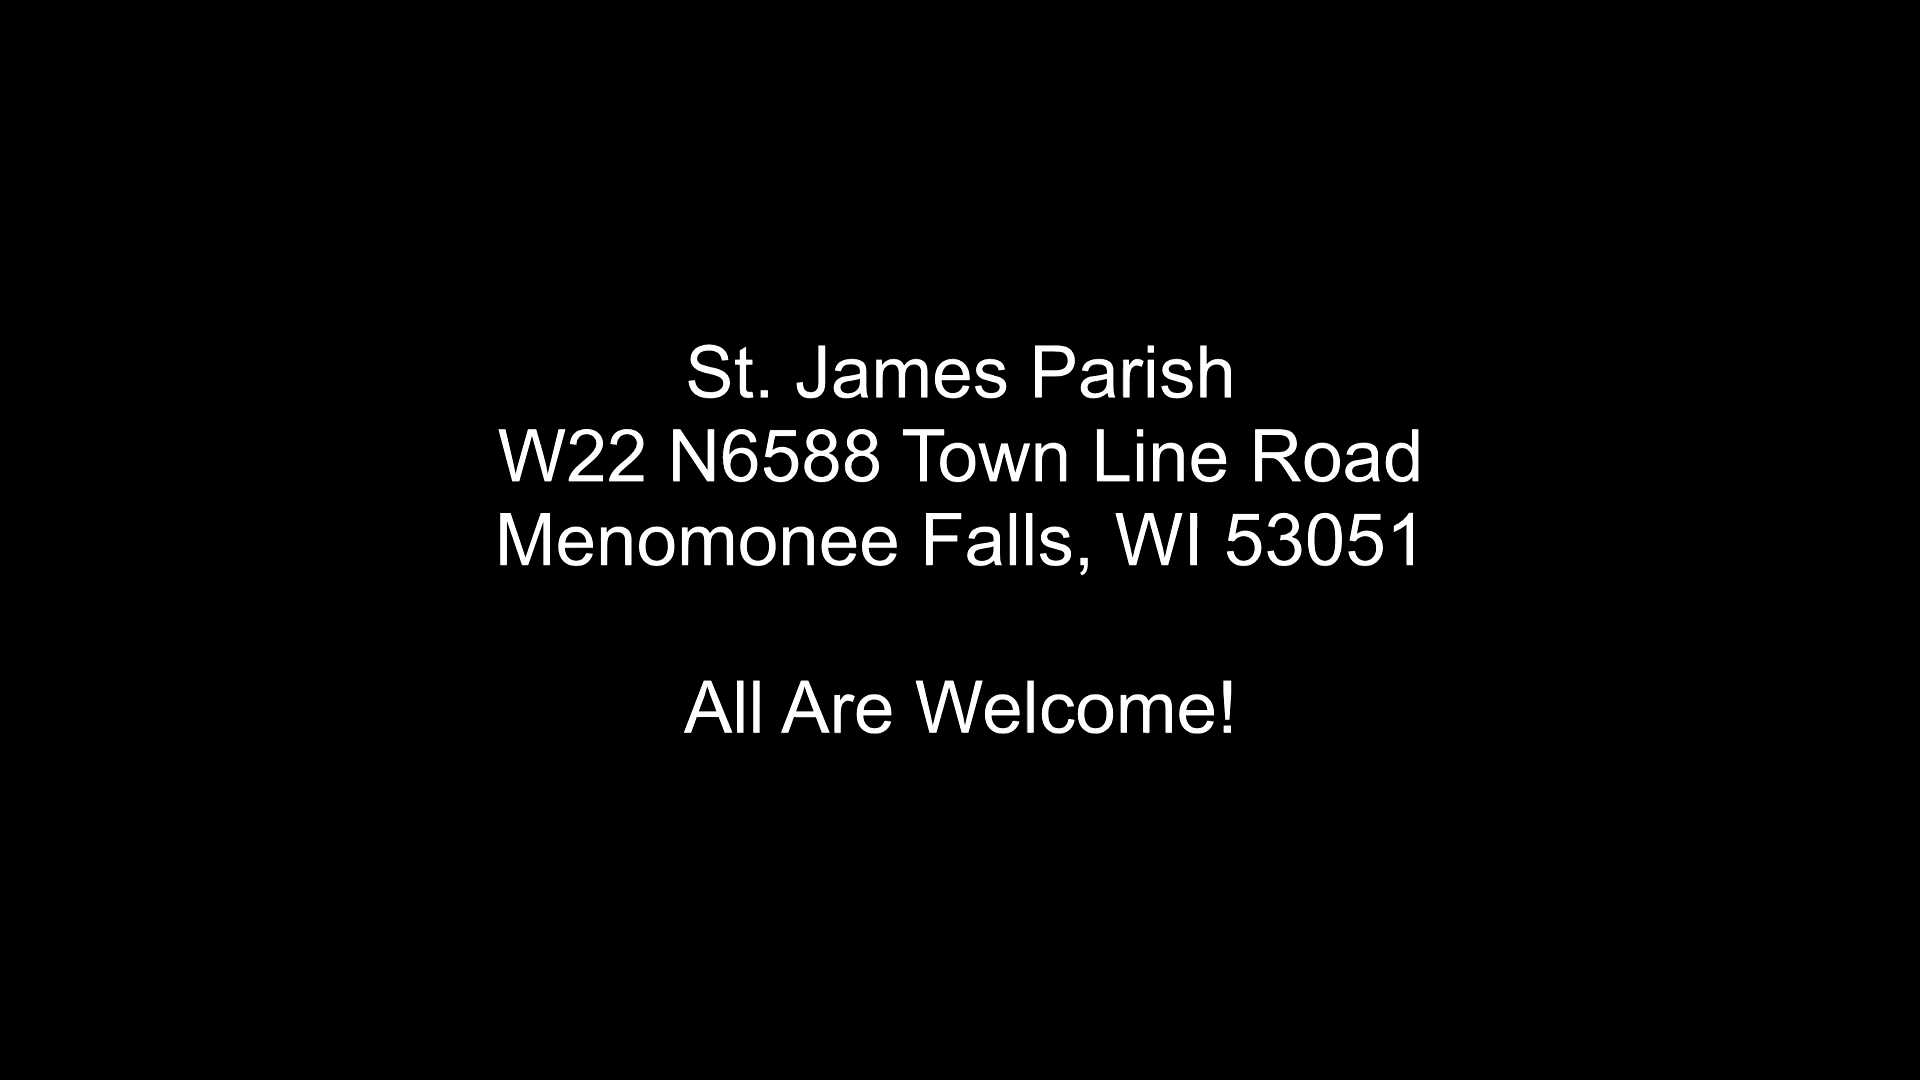 St. James Parish
W22 N6588 Town Line Road
Menomonee Falls, WI 53051
All Are Welcome!